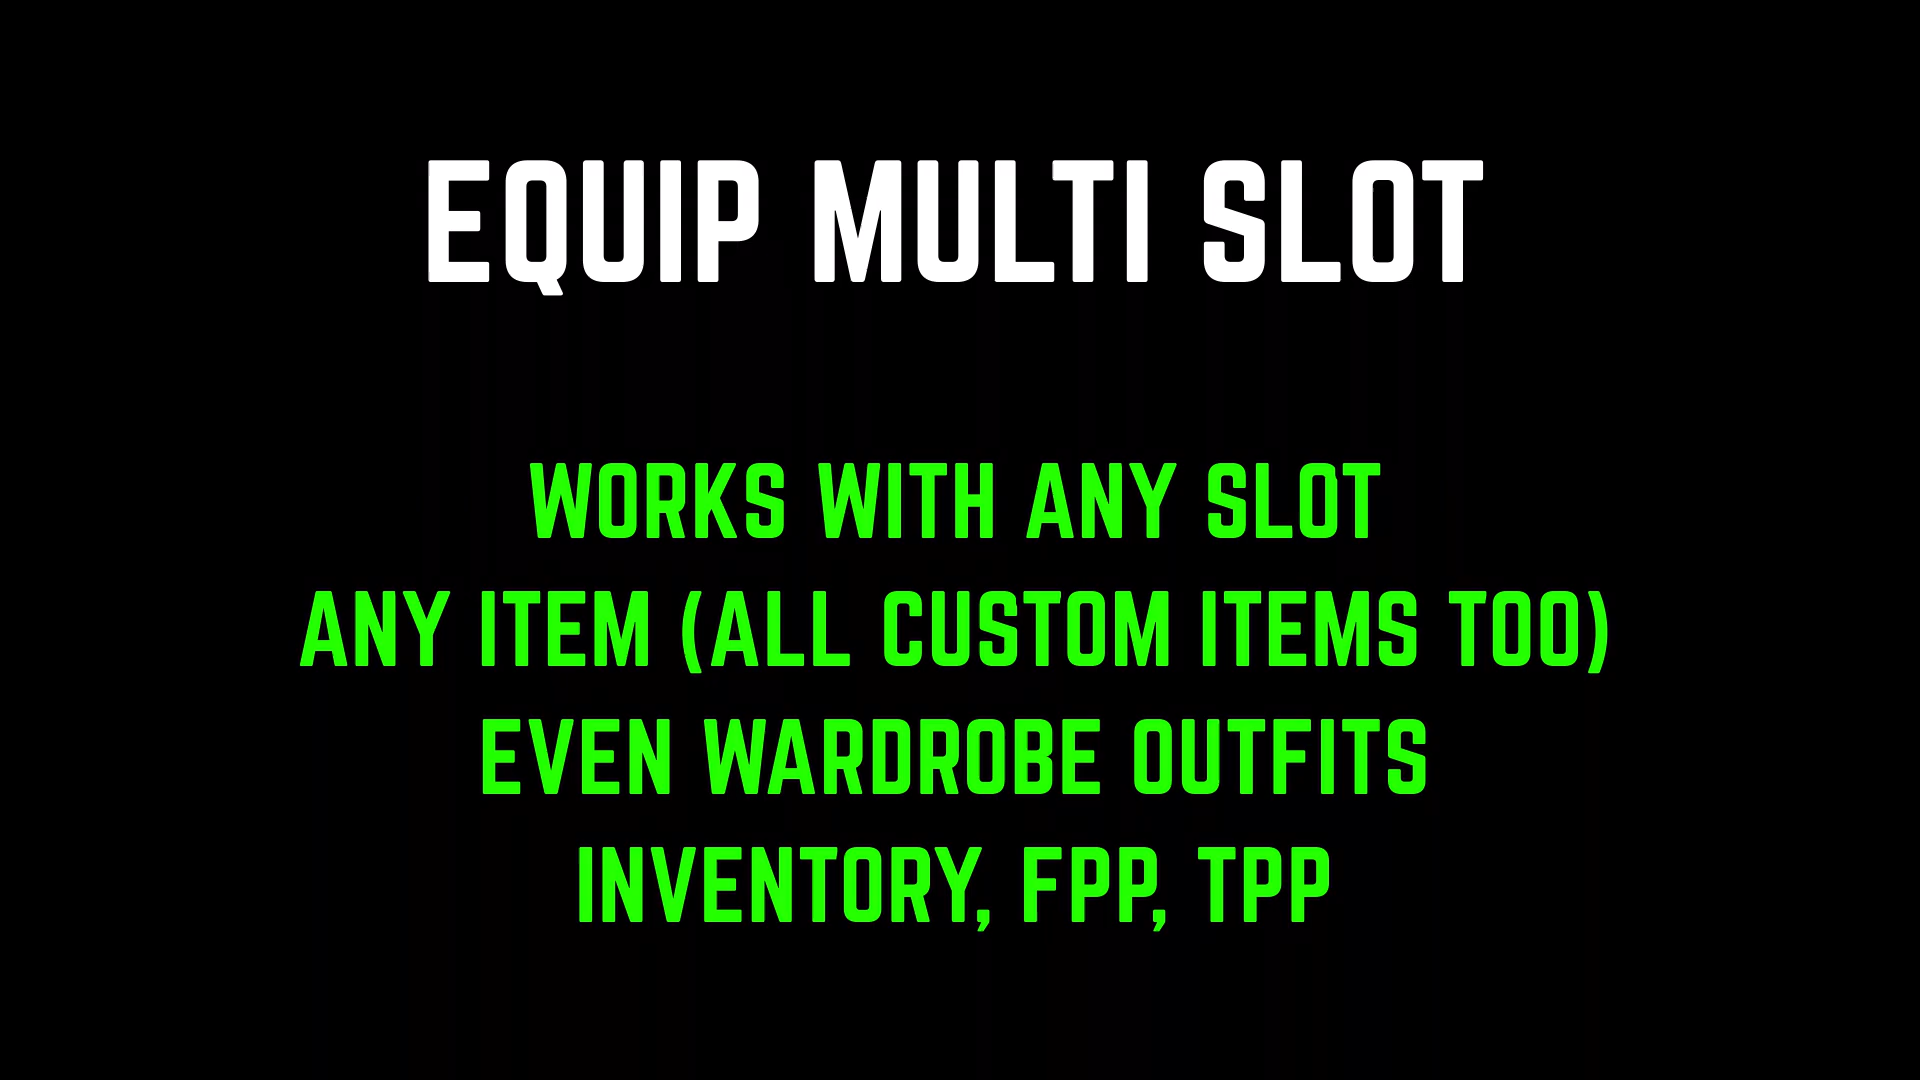 EQUIP MULTI SLOT
WORKS WITH ANY SLOT
ANY ITEM (ALL CUSTOM ITEMS TOO)
EVEN WARDROBE OUTFITS
INVENTORY, FPP, TPP